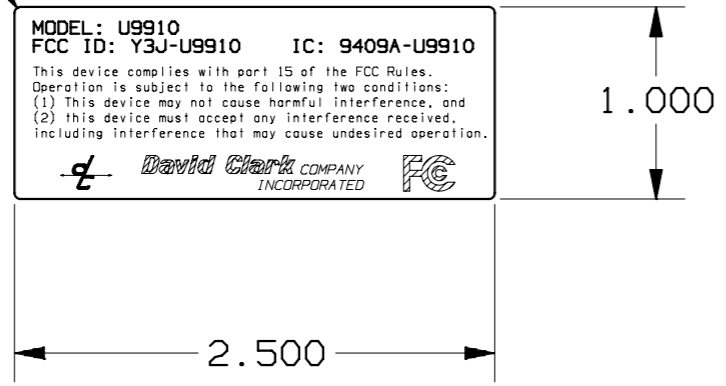 MODEL: U9910
FCC ID: Y3J-U9910 IC: 9409A-U9910
This device complies with part 15 of the FCC Rules.
Operation is subject to the following two conditions:
(1) This device may not cause harmful interference, and
(2) this device must accept any interference received,
including interference that may cause undesired operation.
dc David Clark COMPANY
INCORPORATED
FC
1.000
2.500